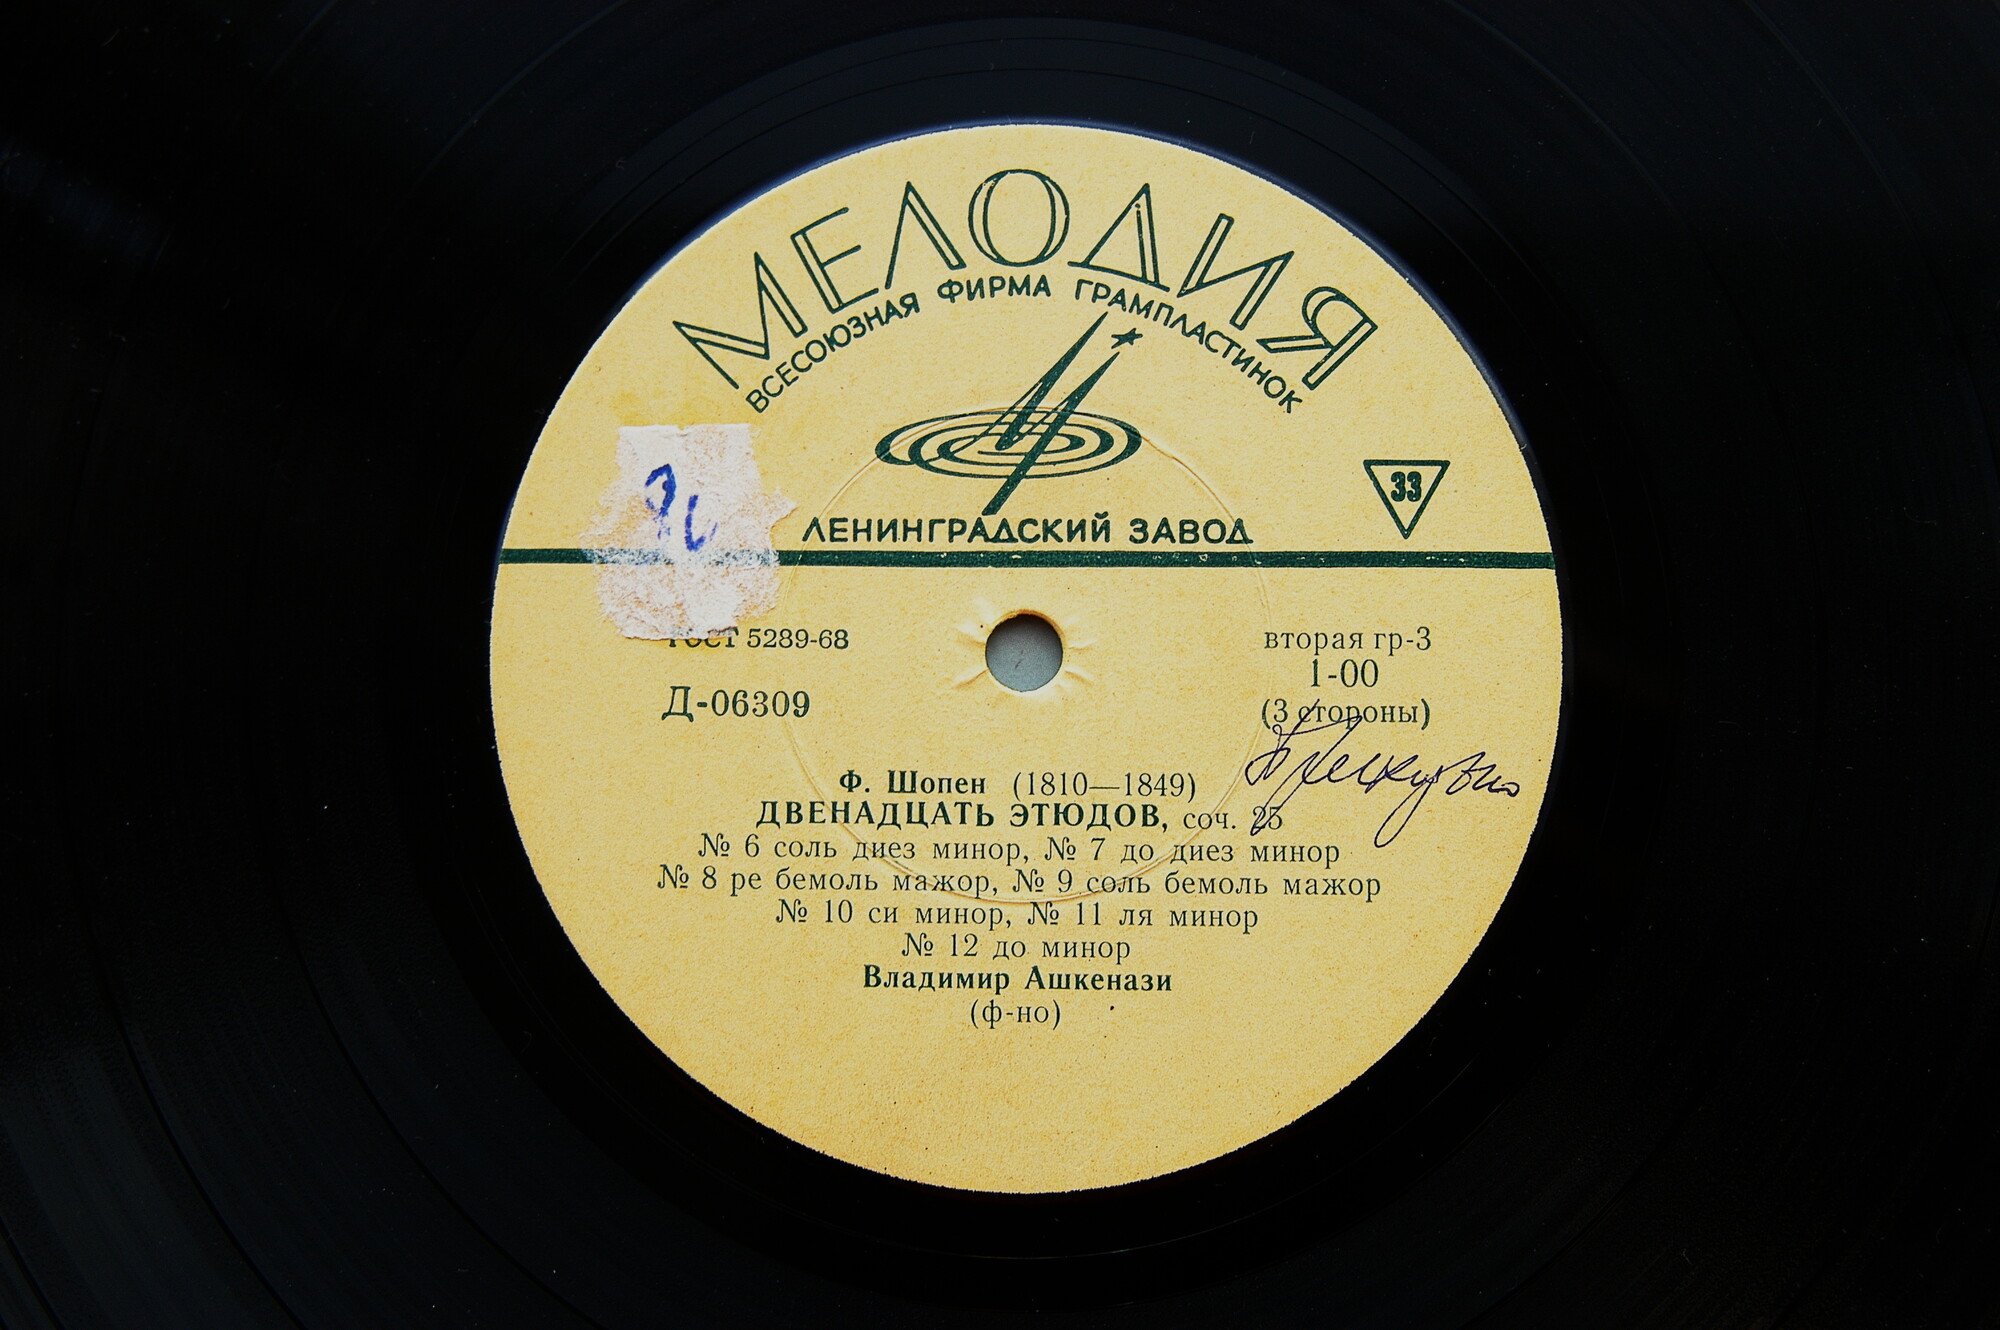 МЕЛОДИЯ
ВСЕСОЮЗНАЯ ФИРМА ГРАМПЛАСТИНОК
33
ЛЕНИНГРАДСКИЙ ЗАВОД
ГОСТ 5289-68
Д-06309
вторая гр-3
1-00
(3 стороны)
Ф. Шопен (1810—1849)
ДВЕНАДЦАТЬ ЭТЮДОВ, соч. 25
№ 6 соль диез минор, № 7 до диез минор
№ 8 ре бемоль мажор, № 9 соль бемоль мажор
№ 10 си минор, № 11 ля минор
№ 12 до минор
Владимир Ашкенази
(ф-но)